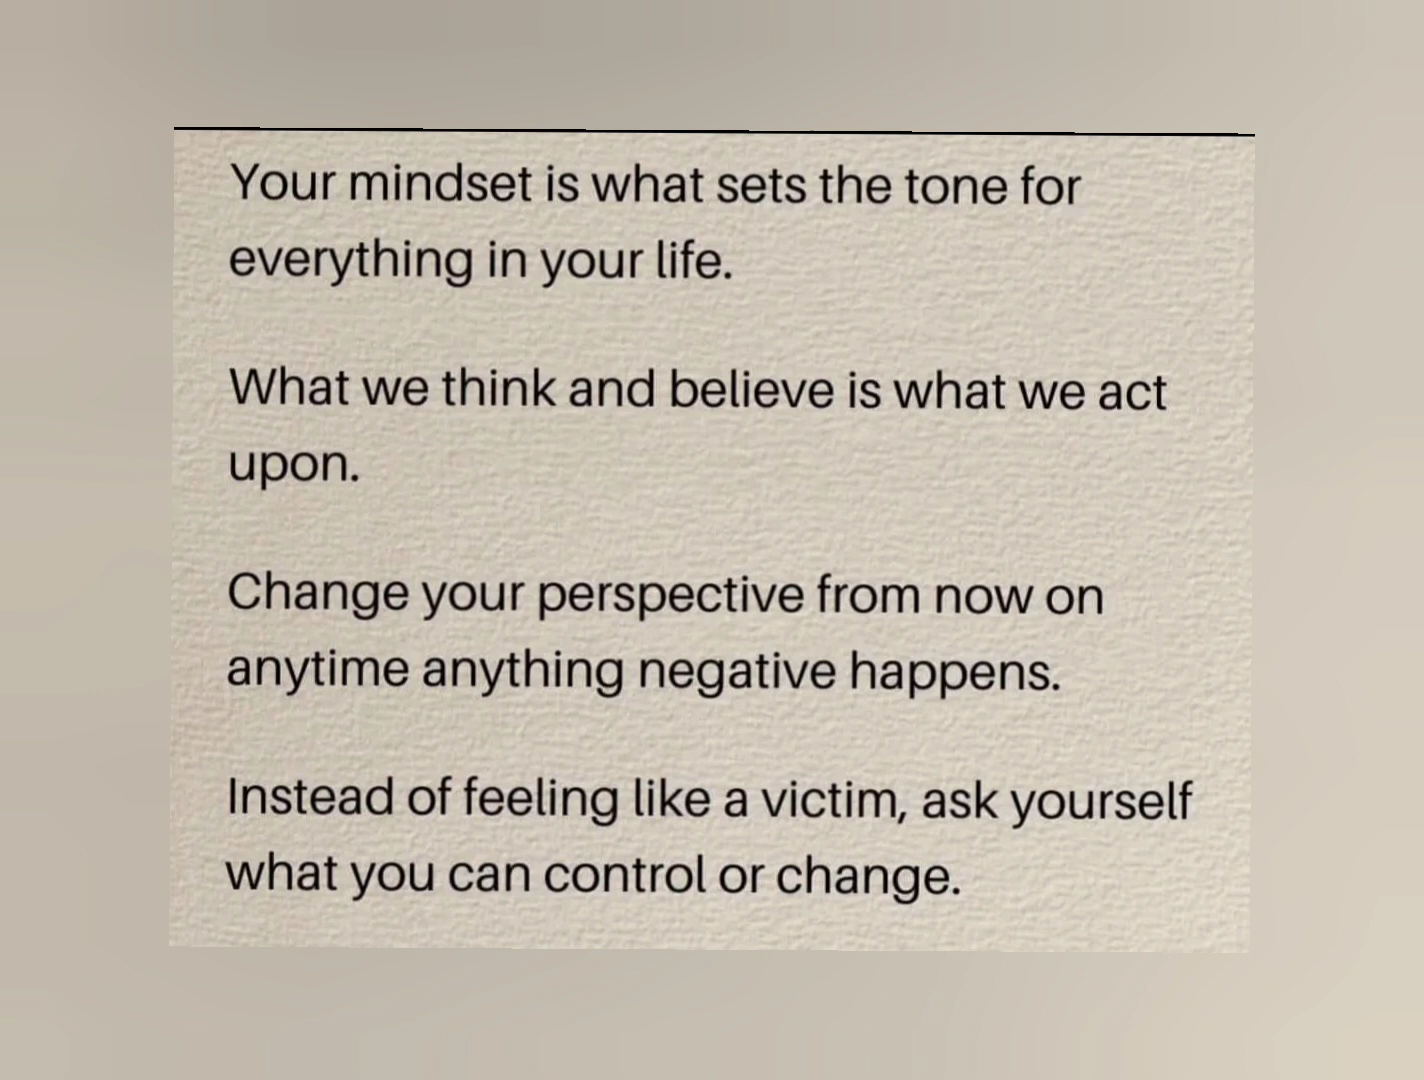 Your mindset is what sets the tone for
everything in your life.
What we think and believe is what we act
upon.
Change your perspective from now on
anytime anything negative happens.
Instead of feeling like a victim, ask yourself
what you can control or change.